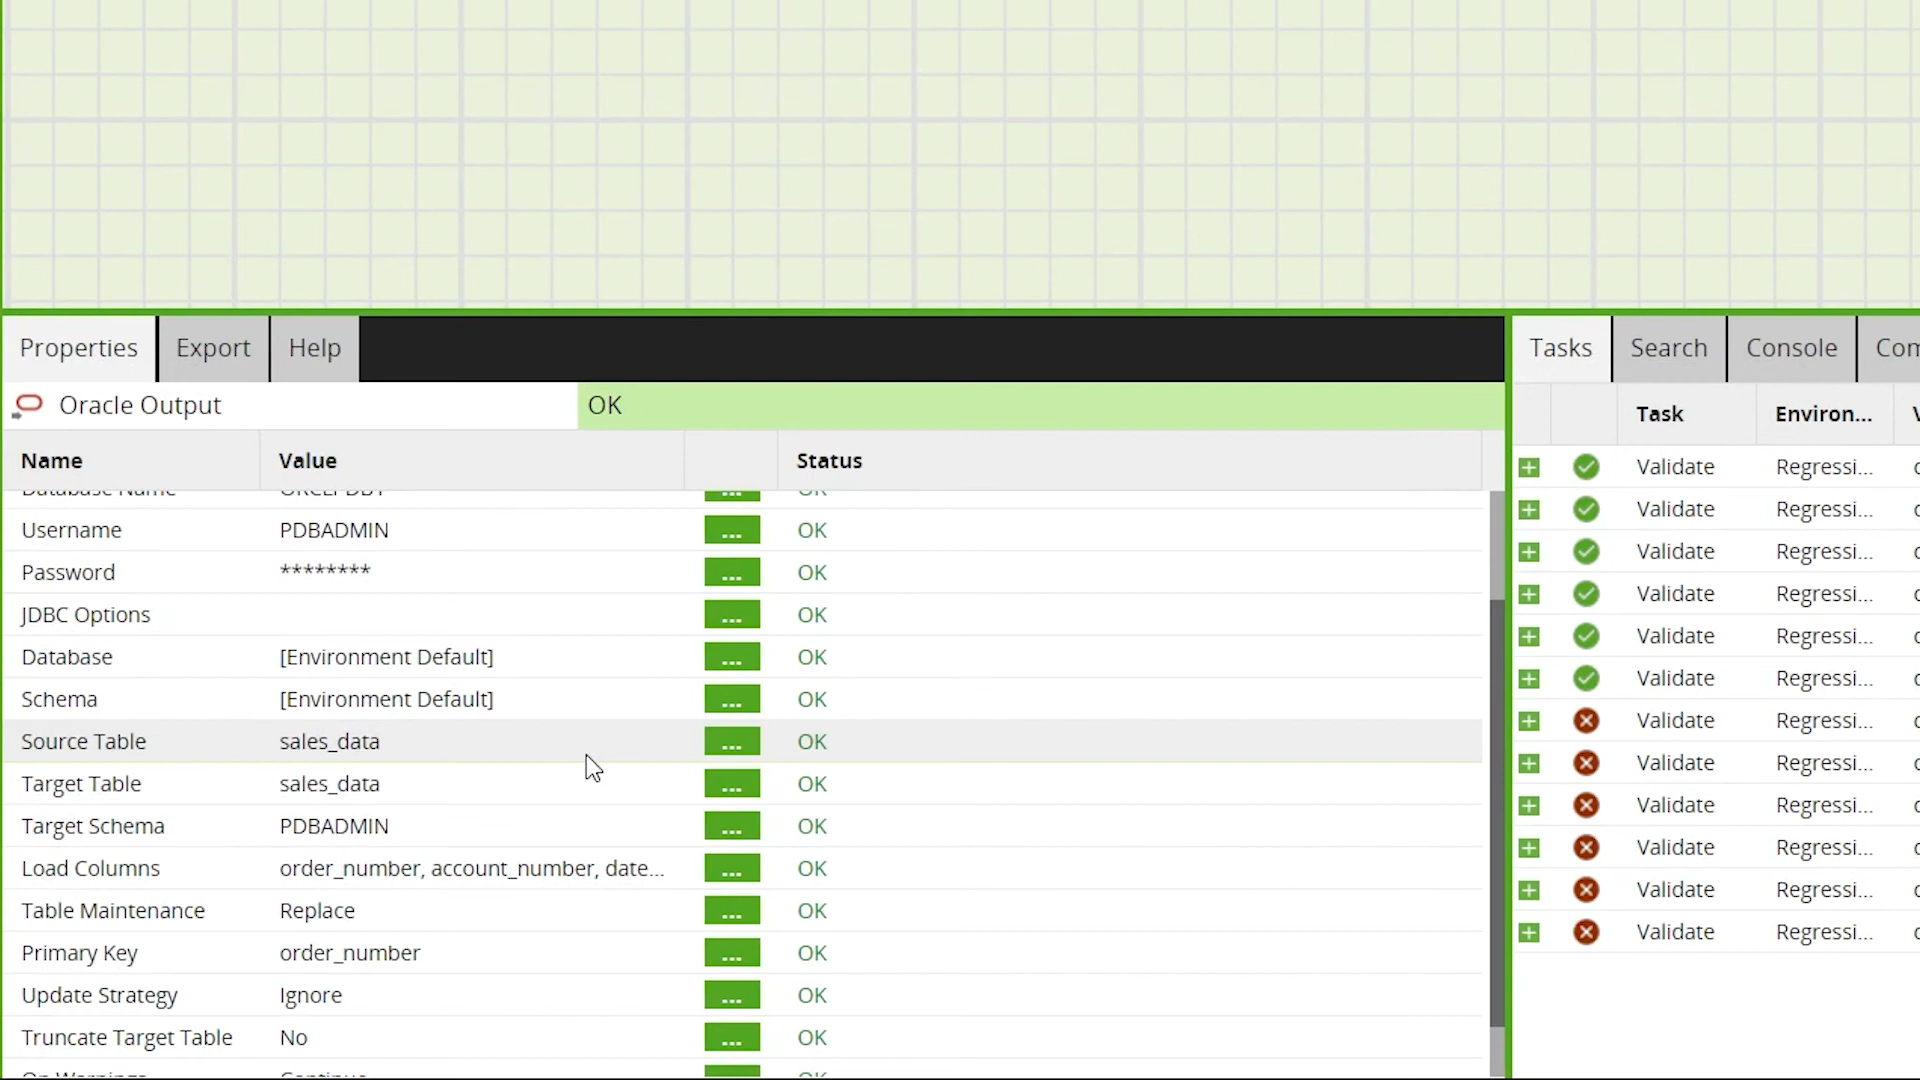 Properties Export Help
Tasks Search Console
Oracle Output OK
Name Value Status
Task Environ...
Username PDBADMIN ... OK
Password ******** ... OK
JDBC Options ... OK
Database [Environment Default] ... OK
Schema [Environment Default] ... OK
Source Table sales_data ... OK
Target Table sales_data ... OK
Target Schema PDBADMIN ... OK
Load Columns order_number, account_number, date... ... OK
Table Maintenance Replace ... OK
Primary Key order_number ... OK
Update Strategy Ignore ... OK
Truncate Target Table No ... OK
Validate Regressi...
Validate Regressi...
Validate Regressi...
Validate Regressi...
Validate Regressi...
Validate Regressi...
Validate Regressi...
Validate Regressi...
Validate Regressi...
Validate Regressi...
Validate Regressi...
Validate Regressi...